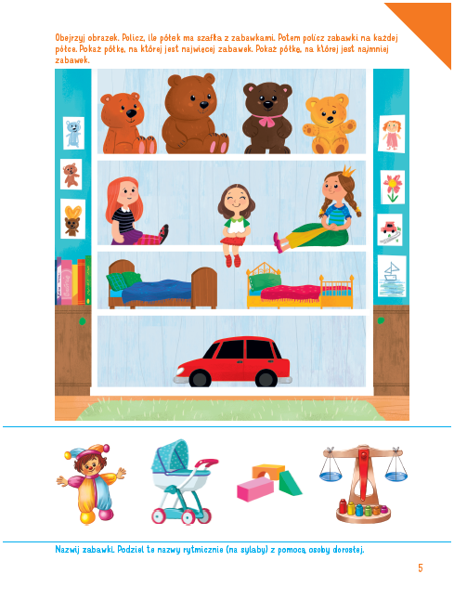 Obejrzyj obrazek. Policz, ile półek ma szafka z zabawkami. Potem policz zabawki na każdej
półce. Pokaż półkę, na której jest najwięcej zabawek. Pokaż półkę, na której jest najmniej
zabawek.
Nazwij zabawki. Podziel te nazwy rytmicznie (na sylaby) z pomocą osoby dorosłej.
5